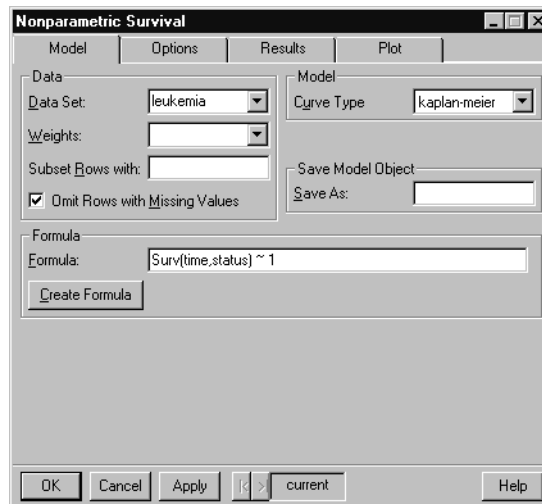 Nonparametric Survival
Model Options Results Plot
Data
Data Set: leukemia
Weights:
Subset Rows with:
Omit Rows with Missing Values
Model
Curve Type kaplan-meier
Save Model Object
Save As:
Formula
Formula: Surv(time,status) ~ 1
Create Formula
OK Cancel Apply |< >| current Help